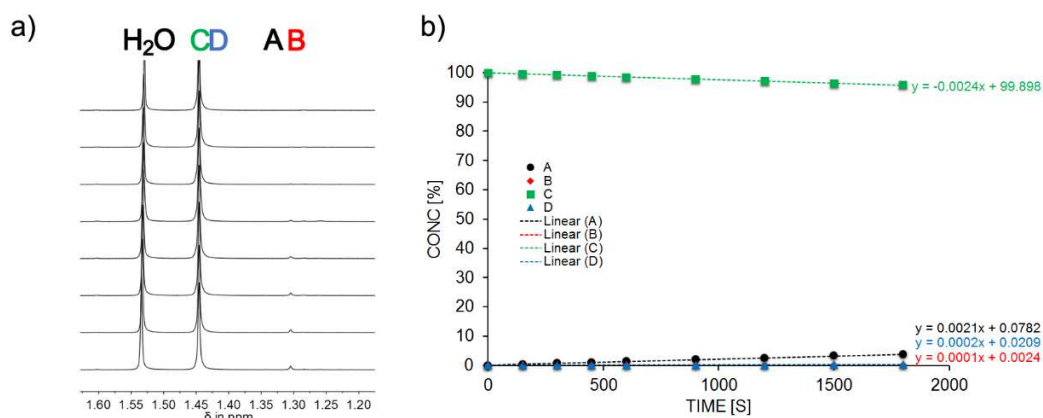 a)
H₂O CD A B
1.60 1.55 1.50 1.45 1.40 1.35 1.30 1.25 1.20
δ in ppm
b)
CONC [%]
100
90
80
70
60
50
40
30
20
10
0
y = -0.0024x + 99.898
A
B
C
D
Linear (A)
Linear (B)
Linear (C)
Linear (D)
y = 0.0021x + 0.0782
y = 0.0002x + 0.0209
y = 0.0001x + 0.0024
0 500 1000 1500 2000
TIME [S]